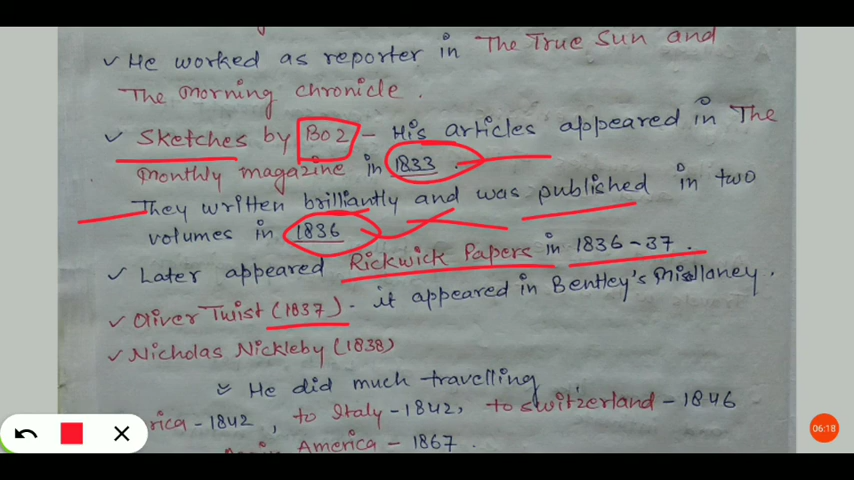 ✓ He worked as reporter in The True Sun and
The Morning chronicle.
✓ Sketches by Boz - His articles appeared in The
monthly magazine in 1833.
They written brilliantly and was published in two
volumes in 1836
✓ Later appeared Rickwick Papers in 1836-37.
✓ Oliver Twist (1837). it appeared in Bentley's
✓ Nicholas Nickleby (1838)
He did much travelling
rica-1842, to Italy-1842, to Switzerland-1846
America-1867.
06:18